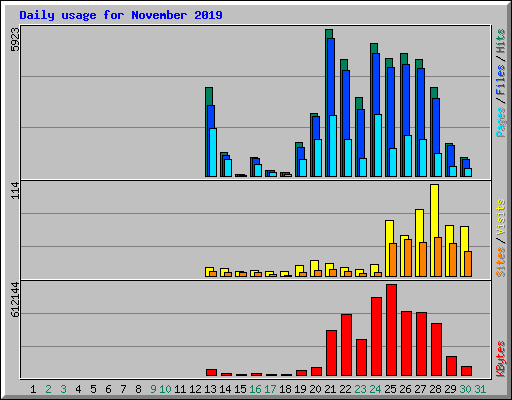 Daily usage for November 2019
5923
Pages/Files/Hits
114
Sites/Visits
612144
KBytes
1 2 3 4 5 6 7 8 9 10 11 12 13 14 15 16 17 18 19 20 21 22 23 24 25 26 27 28 29 30 31